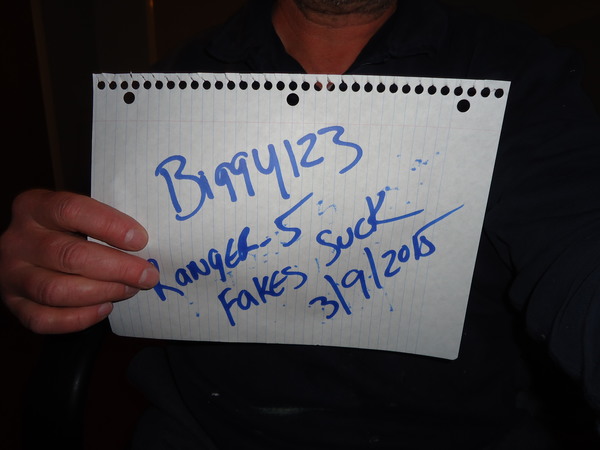 Biggy123
RANGER-5
FAKES SUCK
3/9/2015